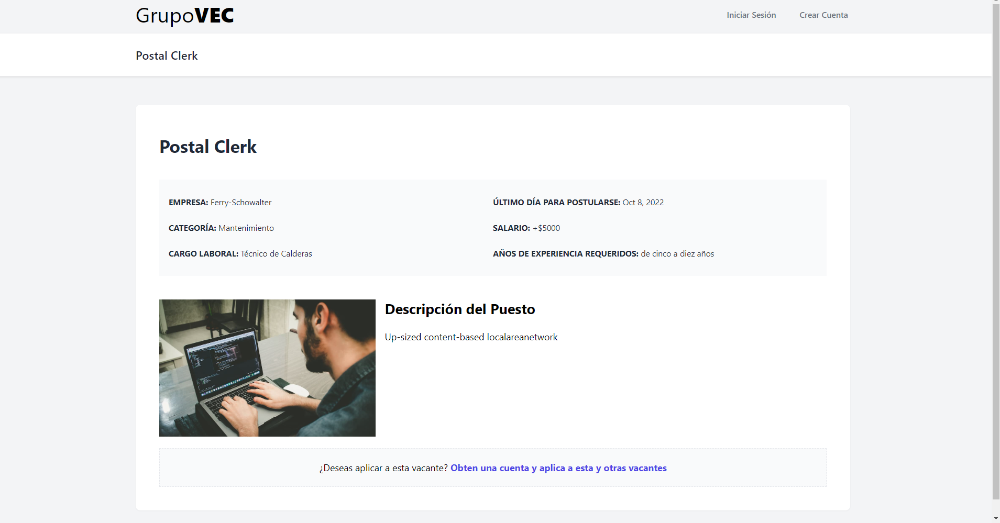 GrupoVEC
Iniciar Sesión
Crear Cuenta
Postal Clerk
Postal Clerk
EMPRESA: Ferry-Schowalter
ÚLTIMO DÍA PARA POSTULARSE: Oct 8, 2022
CATEGORÍA: Mantenimiento
SALARIO: +$5000
CARGO LABORAL: Técnico de Calderas
AÑOS DE EXPERIENCIA REQUERIDOS: de cinco a diez años
Descripción del Puesto
Up-sized content-based localareanetwork
¿Deseas aplicar a esta vacante? Obten una cuenta y aplica a esta y otras vacantes